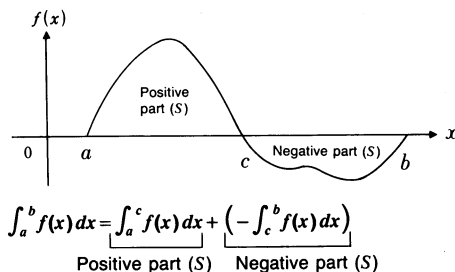 f(x)
Positive
part (S)
0 a c b x
Negative part (S)
∫_a^b f(x) dx = ∫_a^c f(x) dx + (-∫_c^b f(x) dx)
Positive part (S) Negative part (S)